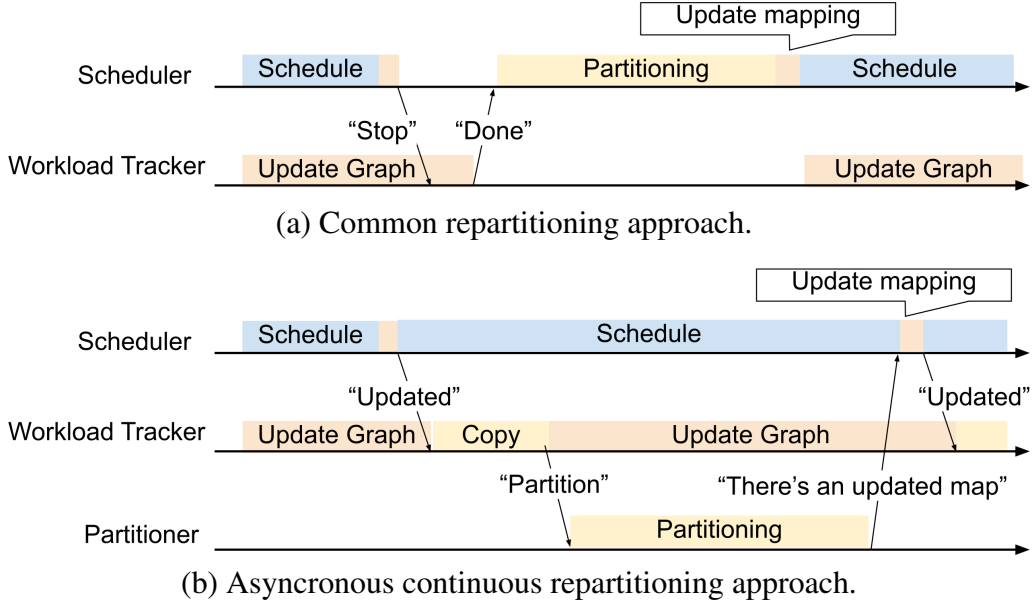 Update mapping
Scheduler Schedule Partitioning Schedule
“Stop” “Done”
Workload Tracker Update Graph Update Graph
(a) Common repartitioning approach.
Update mapping
Scheduler Schedule Schedule
“Updated” “Updated”
Workload Tracker Update Graph Copy Update Graph
“Partition” “There’s an updated map”
Partitioner Partitioning
(b) Asyncronous continuous repartitioning approach.